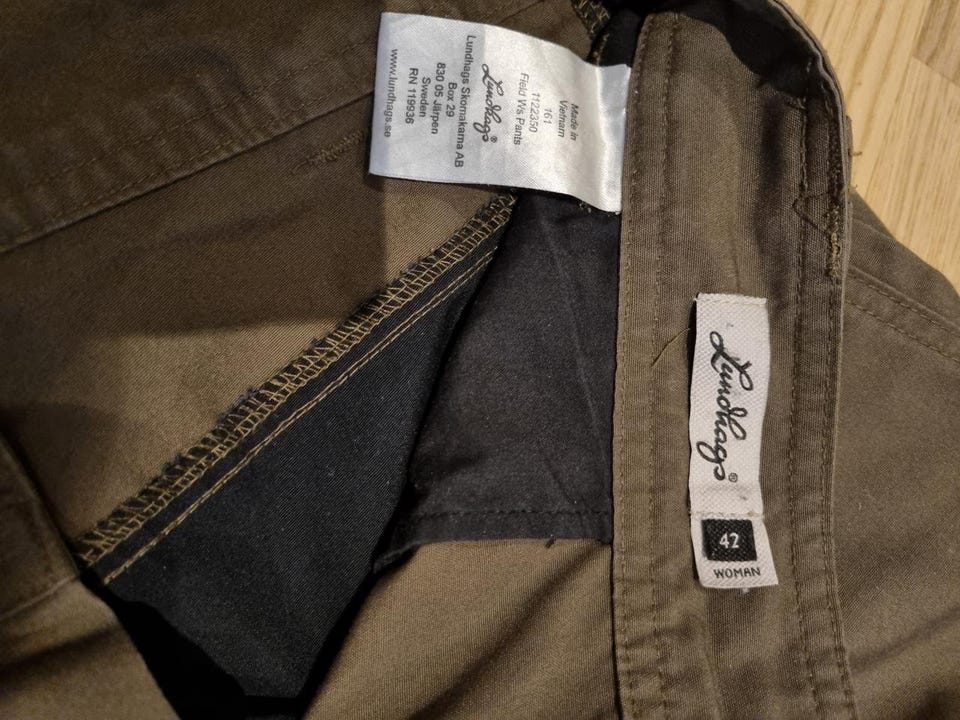 Made in
Vietnam
161
1122350
Field Ws Pants
Lundhags®
Lundhags Skomakarna AB
Box 29
830 05 Järpen
Sweden
RN 119936
www.lundhags.se
Lundhags®
42
WOMAN